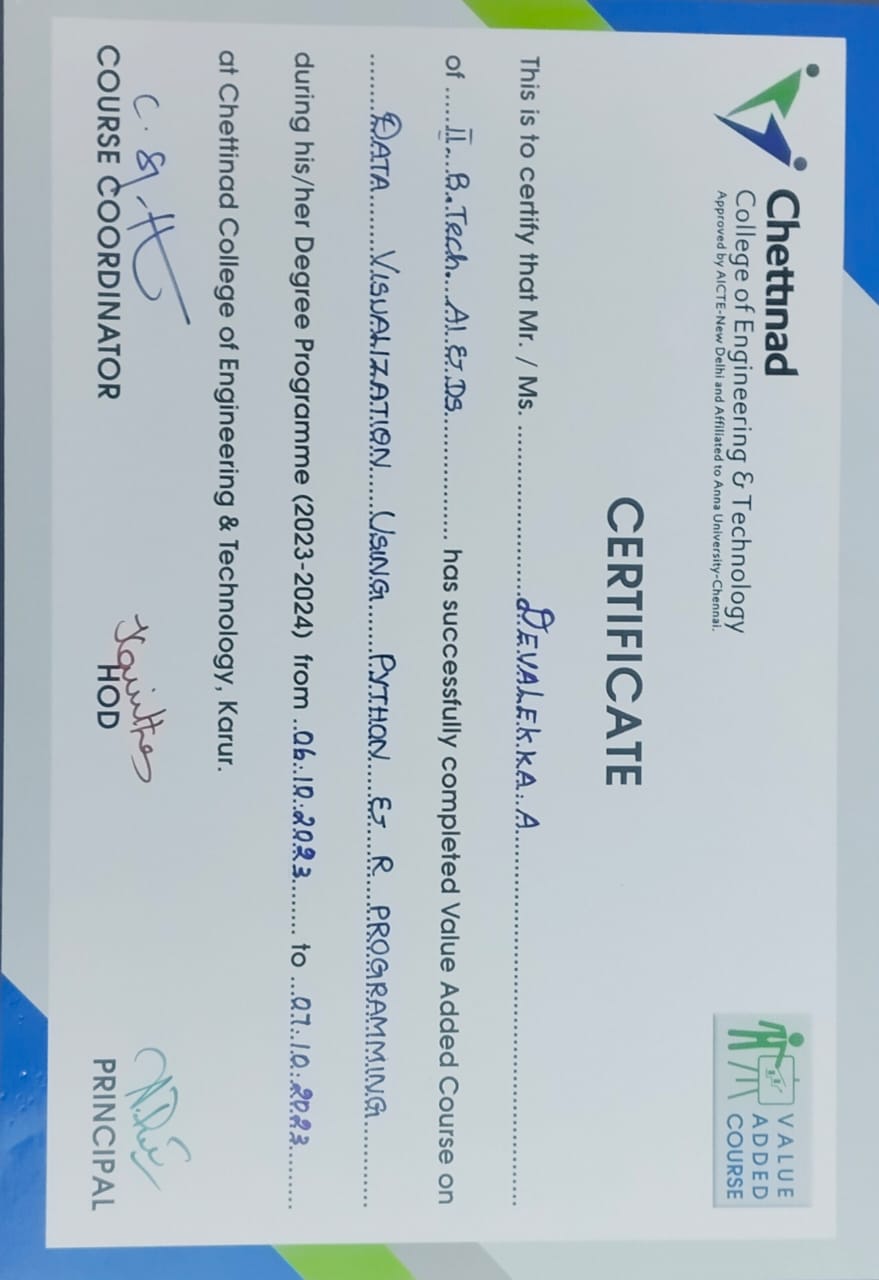 Chettinad
College of Engineering & Technology
Approved by AICTE-New Delhi and Affiliated to Anna University-Chennai.
VALUE
ADDED
COURSE
CERTIFICATE
This is to certify that Mr. / Ms. DEVALEKKA. A
of II. B.Tech. AI & DS has successfully completed Value Added Course on
DATA VISUALIZATION USING PYTHON & R PROGRAMMING
during his/her Degree Programme (2023-2024) from 06.10.2023 to 07.10.2023
at Chettinad College of Engineering & Technology, Karur.
COURSE COORDINATOR
HOD
PRINCIPAL